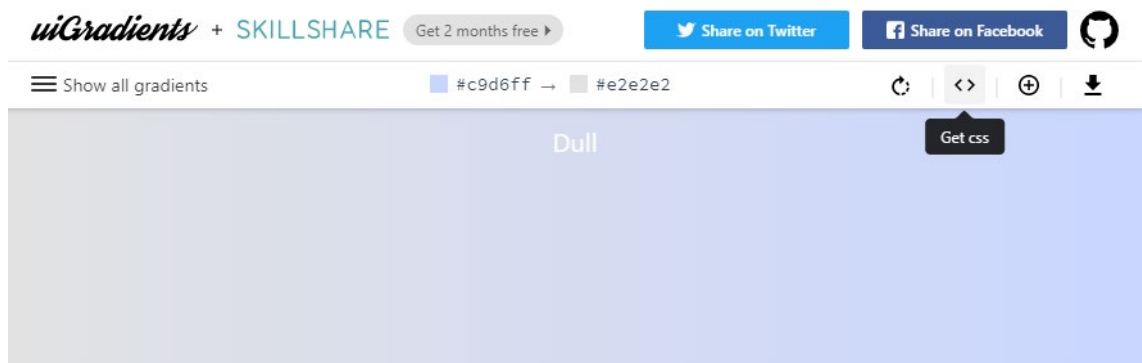 uiGradients + SKILLSHARE Get 2 months free Share on Twitter Share on Facebook
Show all gradients #c9d6ff → #e2e2e2
Get css
Dull